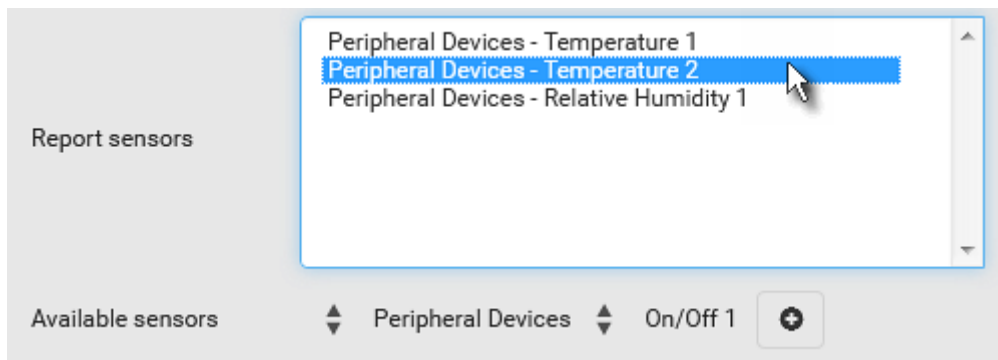 Peripheral Devices - Temperature 1
Peripheral Devices - Temperature 2
Peripheral Devices - Relative Humidity 1
Report sensors
Available sensors Peripheral Devices On/Off 1